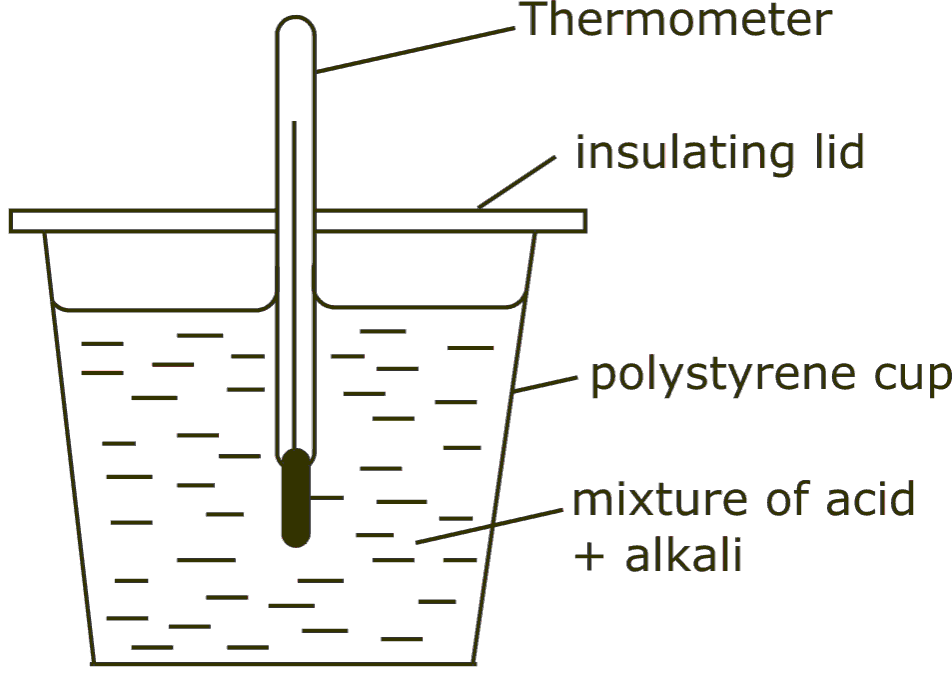 Thermometer
insulating lid
polystyrene cup
mixture of acid
+ alkali